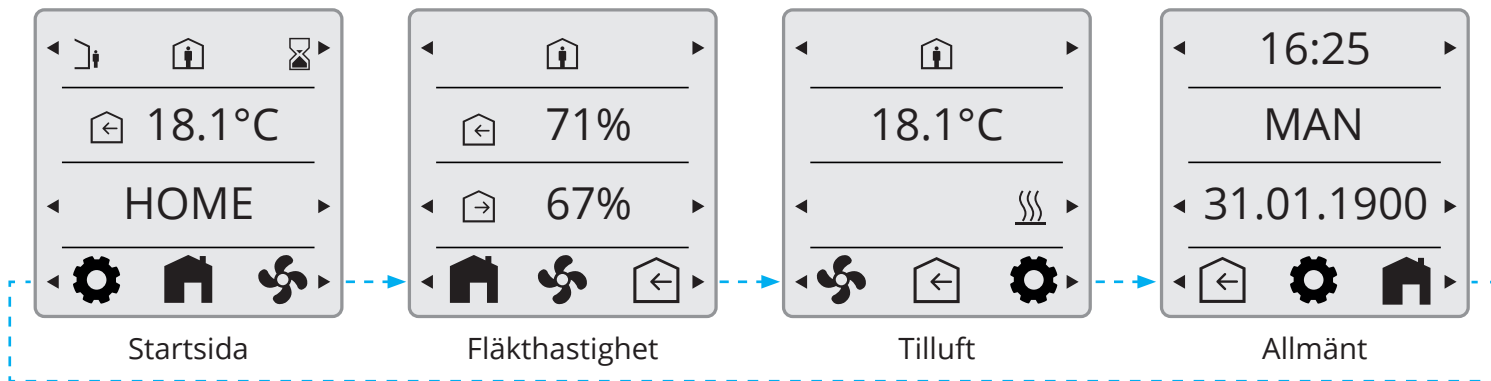 18.1°C
HOME
Startsida
71%
67%
Fläkthastighet
18.1°C
Tilluft
16:25
MAN
31.01.1900
Allmänt